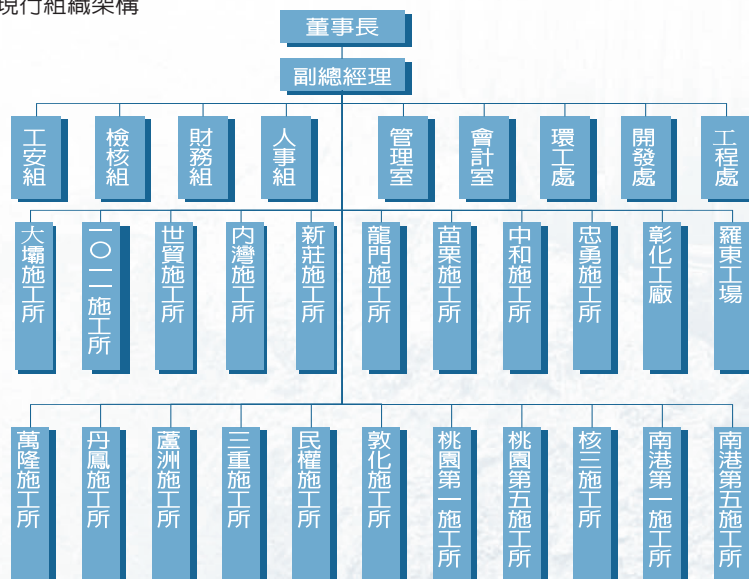 現行組織架構
董事長
副總經理
工安組
檢核組
財務組
人事組
管理室
會計室
環工處
開發處
工程處
大壩施工所
一〇一一施工所
世貿施工所
內灣施工所
新莊施工所
龍門施工所
苗栗施工所
中和施工所
忠勇施工所
彰化工廠
羅東工場
萬隆施工所
丹鳳施工所
蘆洲施工所
三重施工所
民權施工所
敦化施工所
桃園第一施工所
桃園第五施工所
核三施工所
南港第一施工所
南港第五施工所